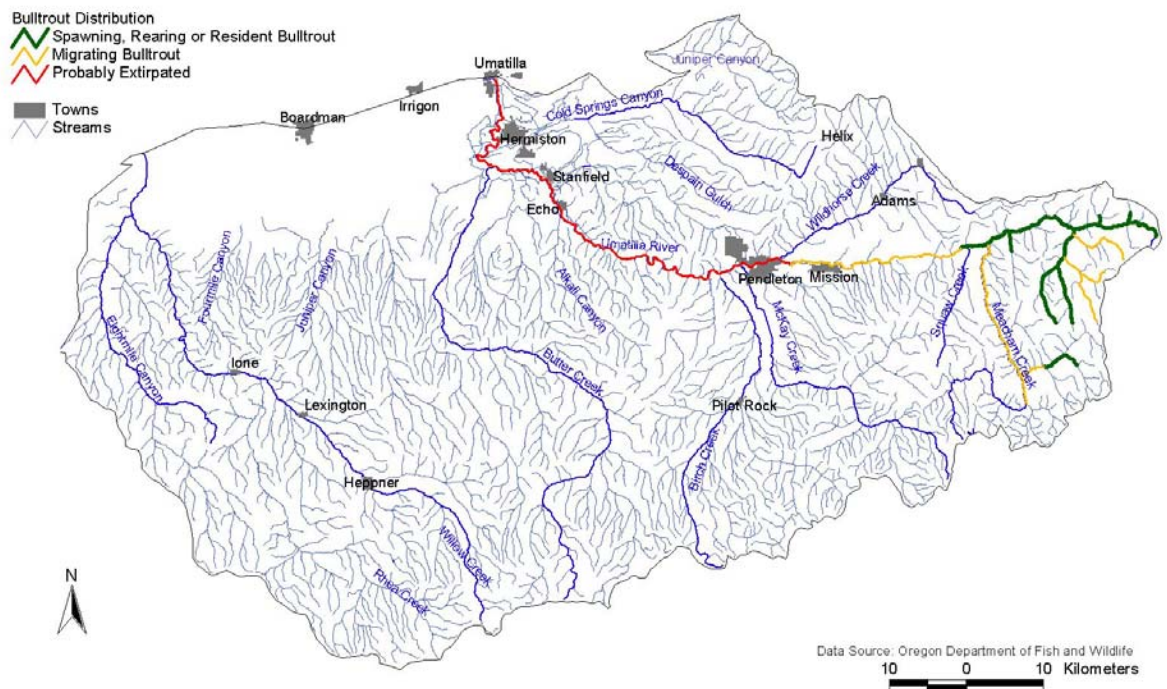 Bulltrout Distribution
Spawning, Rearing or Resident Bulltrout
Migrating Bulltrout
Probably Extirpated
Towns
Streams
Juniper Canyon
Umatilla
Irrigon
Boardman
Cold Springs Canyon
Hermiston
Helix
Stanfield
Despain Gulch
Wildhorse Creek
Adams
Echo
Umatilla River
Pendleton
Mission
Fourmile Canyon
Juniper Canyon
Alkali Canyon
McKay Creek
Squaw Creek
Meacham Creek
Eightmile Canyon
Ione
Butter Creek
Lexington
Pilot Rock
Birch Creek
Heppner
Willow Creek
Rhea Creek
N
Data Source: Oregon Department of Fish and Wildlife
10 0 10 Kilometers